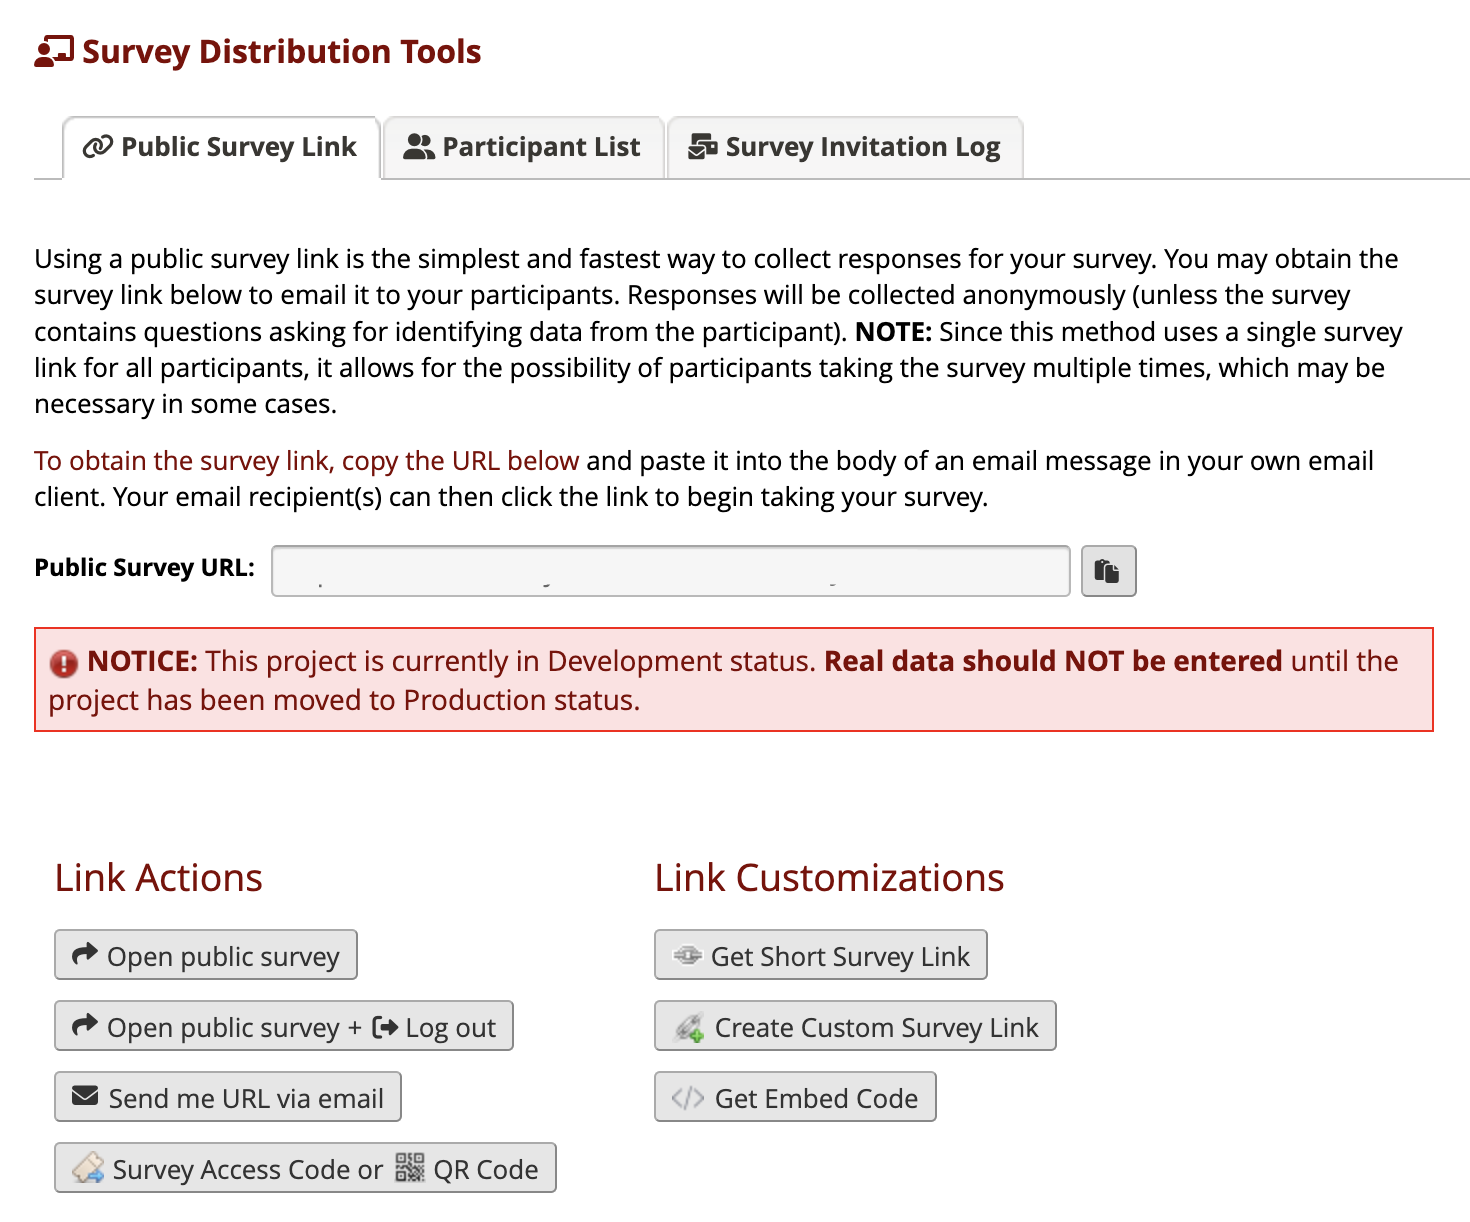 Survey Distribution Tools
Public Survey Link
Participant List
Survey Invitation Log
Using a public survey link is the simplest and fastest way to collect responses for your survey. You may obtain the
survey link below to email it to your participants. Responses will be collected anonymously (unless the survey
contains questions asking for identifying data from the participant). NOTE: Since this method uses a single survey
link for all participants, it allows for the possibility of participants taking the survey multiple times, which may be
necessary in some cases.
To obtain the survey link, copy the URL below and paste it into the body of an email message in your own email
client. Your email recipient(s) can then click the link to begin taking your survey.
Public Survey URL:
NOTICE: This project is currently in Development status. Real data should NOT be entered until the
project has been moved to Production status.
Link Actions
Open public survey
Open public survey + Log out
Send me URL via email
Survey Access Code or QR Code
Link Customizations
Get Short Survey Link
Create Custom Survey Link
Get Embed Code